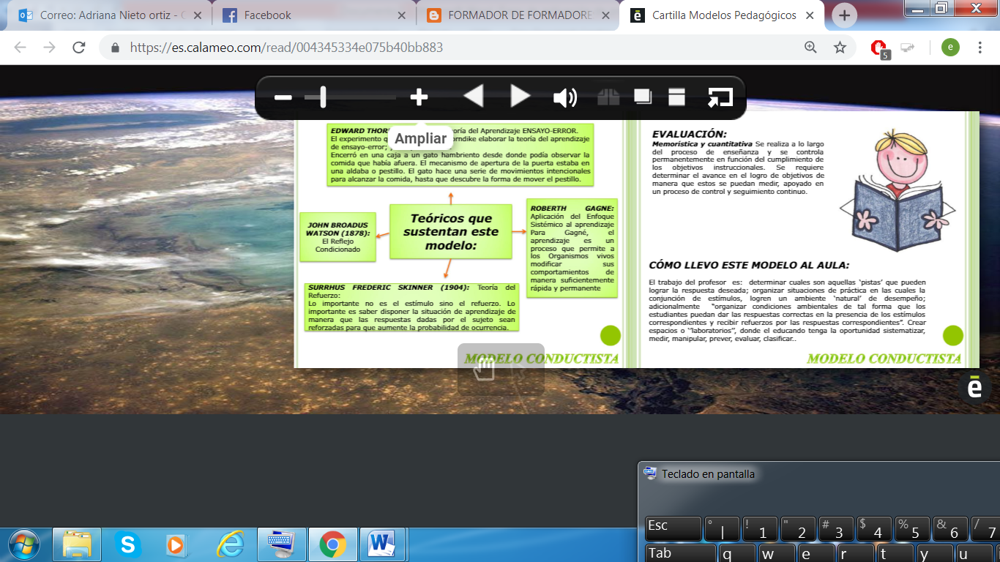 Correo: Adriana Nieto ortiz - O
Facebook
FORMADOR DE FORMADORE
Cartilla Modelos Pedagógicos
https://es.calameo.com/read/004345334e075b40bb883
5
e
Ampliar
EDWARD THOR
oría del Aprendizaje ENSAYO-ERROR.
El experimento q
orndike elaborar la teoría del aprendizaje
de ensayo-error;
Encerró en una caja a un gato hambriento desde donde podía observar la
comida que había afuera. El mecanismo de apertura de la puerta estaba en
una aldaba o pestillo. El gato hace una serie de movimientos intencionales
para alcanzar la comida, hasta que descubre la forma de mover el pestillo.
JOHN BROADUS
WATSON (1878):
El Reflejo
Condicionado
Teóricos que
sustentan este
modelo:
ROBERTH GAGNE:
Aplicación del Enfoque
Sistémico al aprendizaje
Para Gagné, el
aprendizaje es un
proceso que permite a
los Organismos vivos
modificar sus
comportamientos de
manera suficientemente
rápida y permanente
SURRHUS FREDERIC SKINNER (1904): Teoría del
Refuerzo:
Lo importante no es el estímulo sino el refuerzo. Lo
importante es saber disponer la situación de aprendizaje de
manera que las respuestas dadas por el sujeto sean
reforzadas para que aumente la probabilidad de ocurrencia.
MODELO CONDUCTISTA
EVALUACIÓN:
Memoristica y cuantitativa Se realiza a lo largo
del proceso de enseñanza y se controla
permanentemente en función del cumplimiento de
los objetivos instruccionales. Se requiere
determinar el avance en el logro de objetivos de
manera que estos se puedan medir, apoyado en
un proceso de control y seguimiento continuo.
CÓMO LLEVO ESTE MODELO AL AULA:
El trabajo del profesor es: determinar cuales son aquellas ‘pistas’ que pueden
lograr la respuesta deseada; organizar situaciones de práctica en las cuales la
conjunción de estímulos, logren un ambiente ‘natural’ de desempeño;
adicionalmente “organizar condiciones ambientales de tal forma que los
estudiantes puedan dar las respuestas correctas en la presencia de los estímulos
correspondientes y recibir refuerzos por las respuestas correspondientes”. Crear
espacios o ‘’laboratorios’’, donde el educando tenga la oportunidad sistematizar,
medir, manipular, prever, evaluar, clasificar..
MODELO CONDUCTISTA
ē
Teclado en pantalla
Esc ° | ! 1 " 2 # 3 $ 4 % 5 & 6 / 7
Tab q w e r t y u